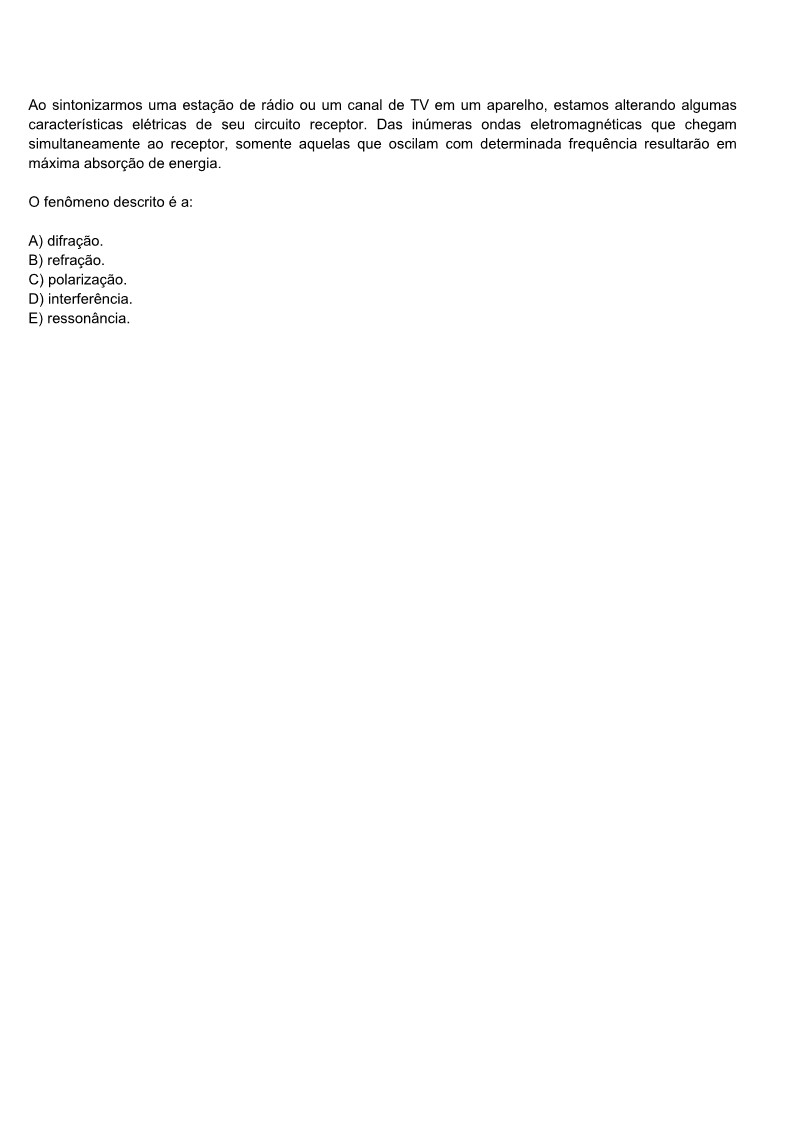 Ao sintonizarmos uma estação de rádio ou um canal de TV em um aparelho, estamos alterando algumas
características elétricas de seu circuito receptor. Das inúmeras ondas eletromagnéticas que chegam
simultaneamente ao receptor, somente aquelas que oscilam com determinada frequência resultarão em
máxima absorção de energia.
O fenômeno descrito é a:
A) difração.
B) refração.
C) polarização.
D) interferência.
E) ressonância.